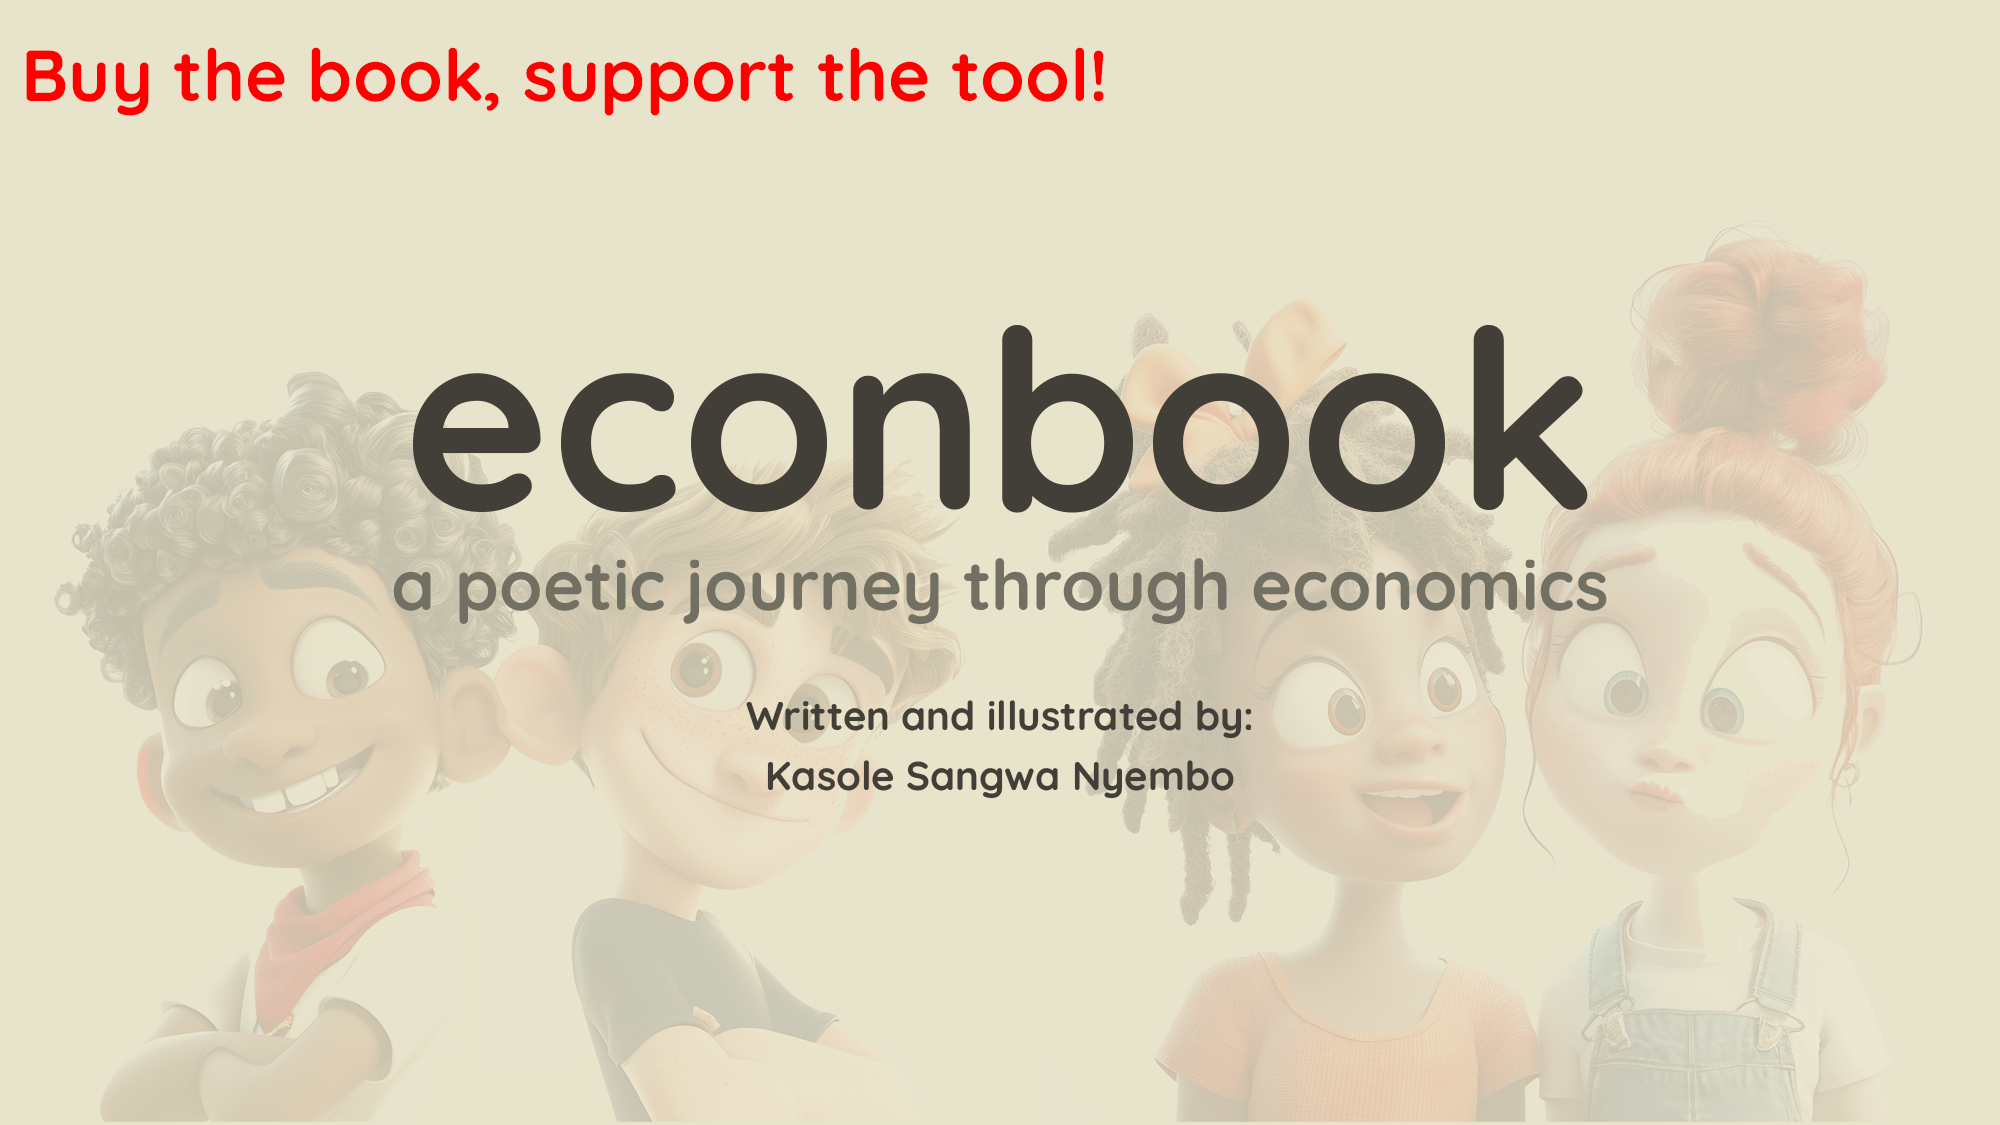 Buy the book, support the tool!
econbook
a poetic journey through economics
Written and illustrated by:
Kasole Sangwa Nyembo